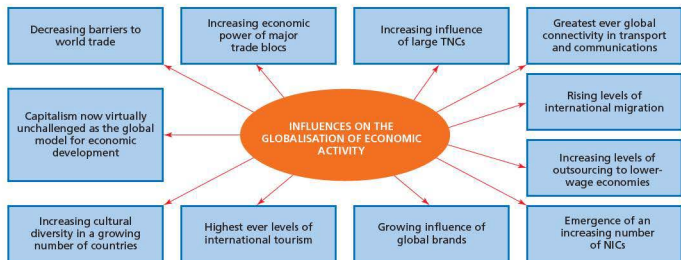 Decreasing barriers to
world trade
Increasing economic
power of major
trade blocs
Increasing influence
of large TNCs
Greatest ever global
connectivity in transport
and communications
Capitalism now virtually
unchallenged as the global
model for economic
development
INFLUENCES ON THE
GLOBALISATION OF ECONOMIC
ACTIVITY
Rising levels of
international migration
Increasing levels of
outsourcing to lower-
wage economies
Increasing cultural
diversity in a growing
number of countries
Highest ever levels of
international tourism
Growing influence of
global brands
Emergence of an
increasing number
of NICs